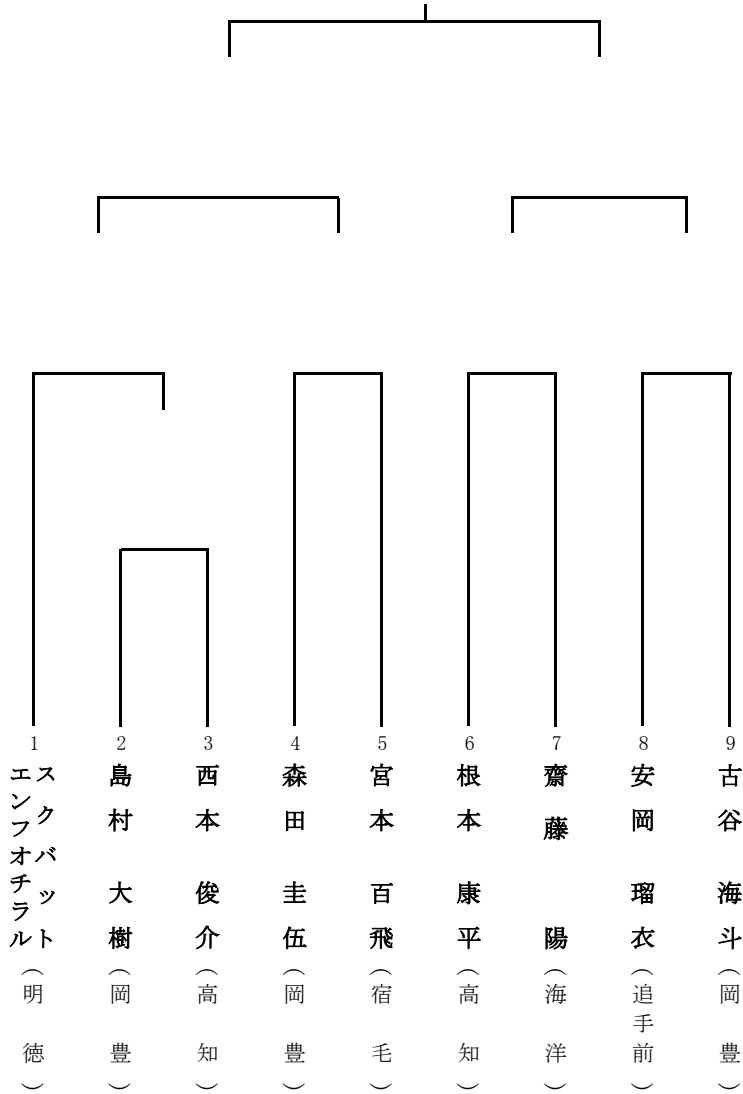 1
スクバット
エンフオチラル
（明徳）
2
島村 大樹
（岡豊）
3
西本 俊介
（高知）
4
森田 圭伍
（岡豊）
5
宮本 百飛
（宿毛）
6
根本 康平
（高知）
7
齋藤 陽
（海洋）
8
安岡 瑠衣
（追手前）
9
古谷 海斗
（岡豊）